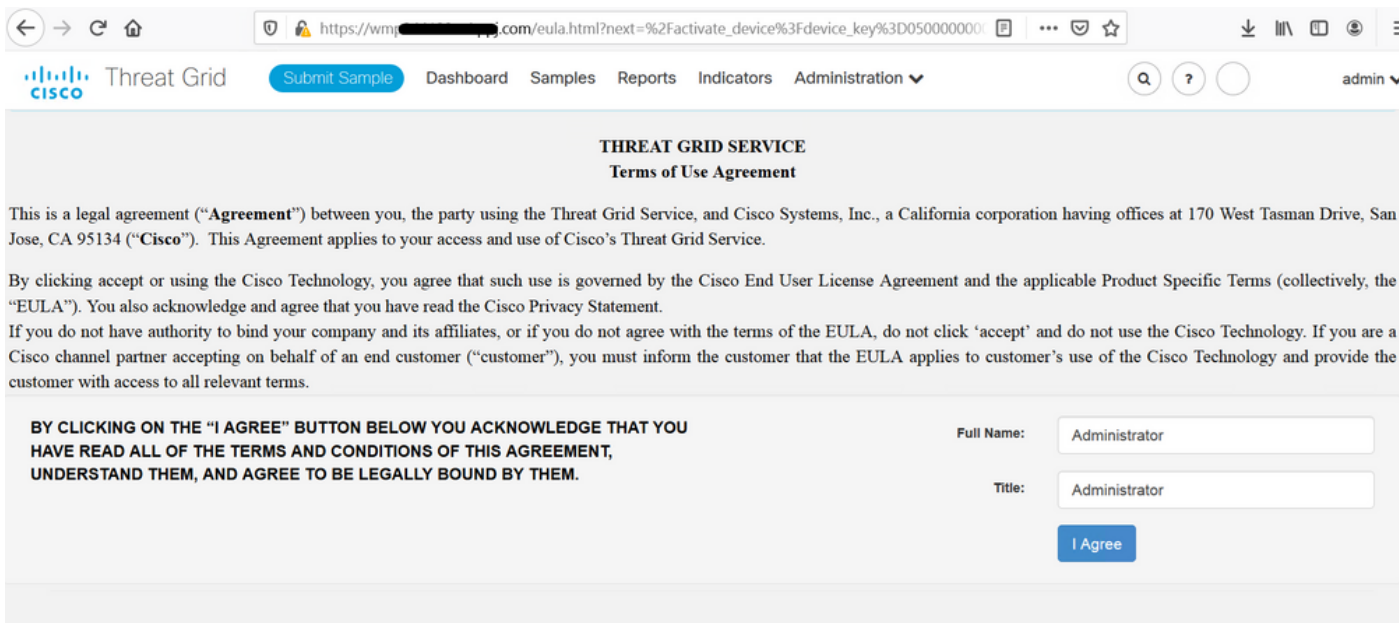 https://wmp .com/eula.html?next=%2Factivate_device%3Fdevice_key%3D050000000
CISCO Threat Grid Submit Sample Dashboard Samples Reports Indicators Administration ? admin
THREAT GRID SERVICE
Terms of Use Agreement
This is a legal agreement (“Agreement”) between you, the party using the Threat Grid Service, and Cisco Systems, Inc., a California corporation having offices at 170 West Tasman Drive, San
Jose, CA 95134 (“Cisco”). This Agreement applies to your access and use of Cisco’s Threat Grid Service.
By clicking accept or using the Cisco Technology, you agree that such use is governed by the Cisco End User License Agreement and the applicable Product Specific Terms (collectively, the
“EULA”). You also acknowledge and agree that you have read the Cisco Privacy Statement.
If you do not have authority to bind your company and its affiliates, or if you do not agree with the terms of the EULA, do not click ‘accept’ and do not use the Cisco Technology. If you are a
Cisco channel partner accepting on behalf of an end customer (“customer”), you must inform the customer that the EULA applies to customer’s use of the Cisco Technology and provide the
customer with access to all relevant terms.
BY CLICKING ON THE “I AGREE” BUTTON BELOW YOU ACKNOWLEDGE THAT YOU
HAVE READ ALL OF THE TERMS AND CONDITIONS OF THIS AGREEMENT,
UNDERSTAND THEM, AND AGREE TO BE LEGALLY BOUND BY THEM.
Full Name: Administrator
Title: Administrator
I Agree